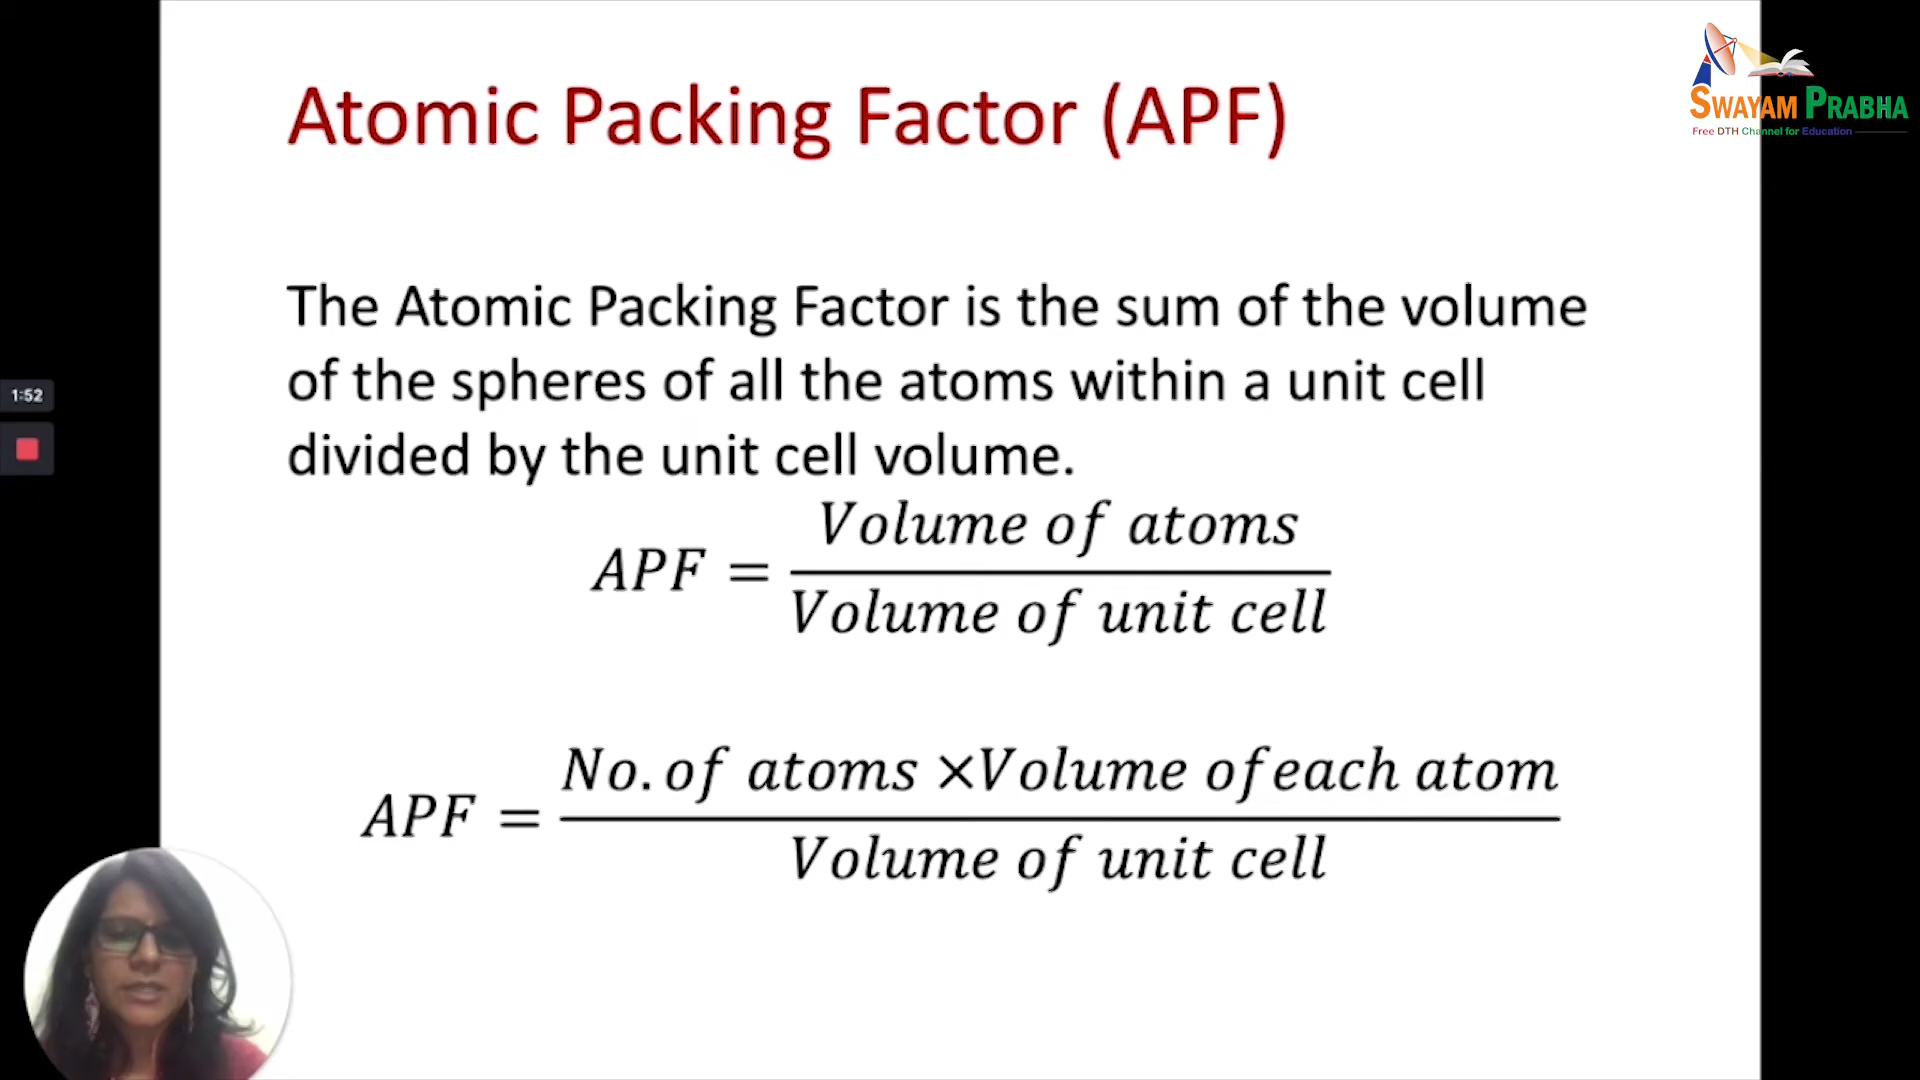 SWAYAM PRABHA
Free DTH Channel for Education
Atomic Packing Factor (APF)
The Atomic Packing Factor is the sum of the volume
of the spheres of all the atoms within a unit cell
divided by the unit cell volume.
APF = Volume of atoms / Volume of unit cell
APF = No. of atoms ×Volume ofeach atom / Volume of unit cell
1:52